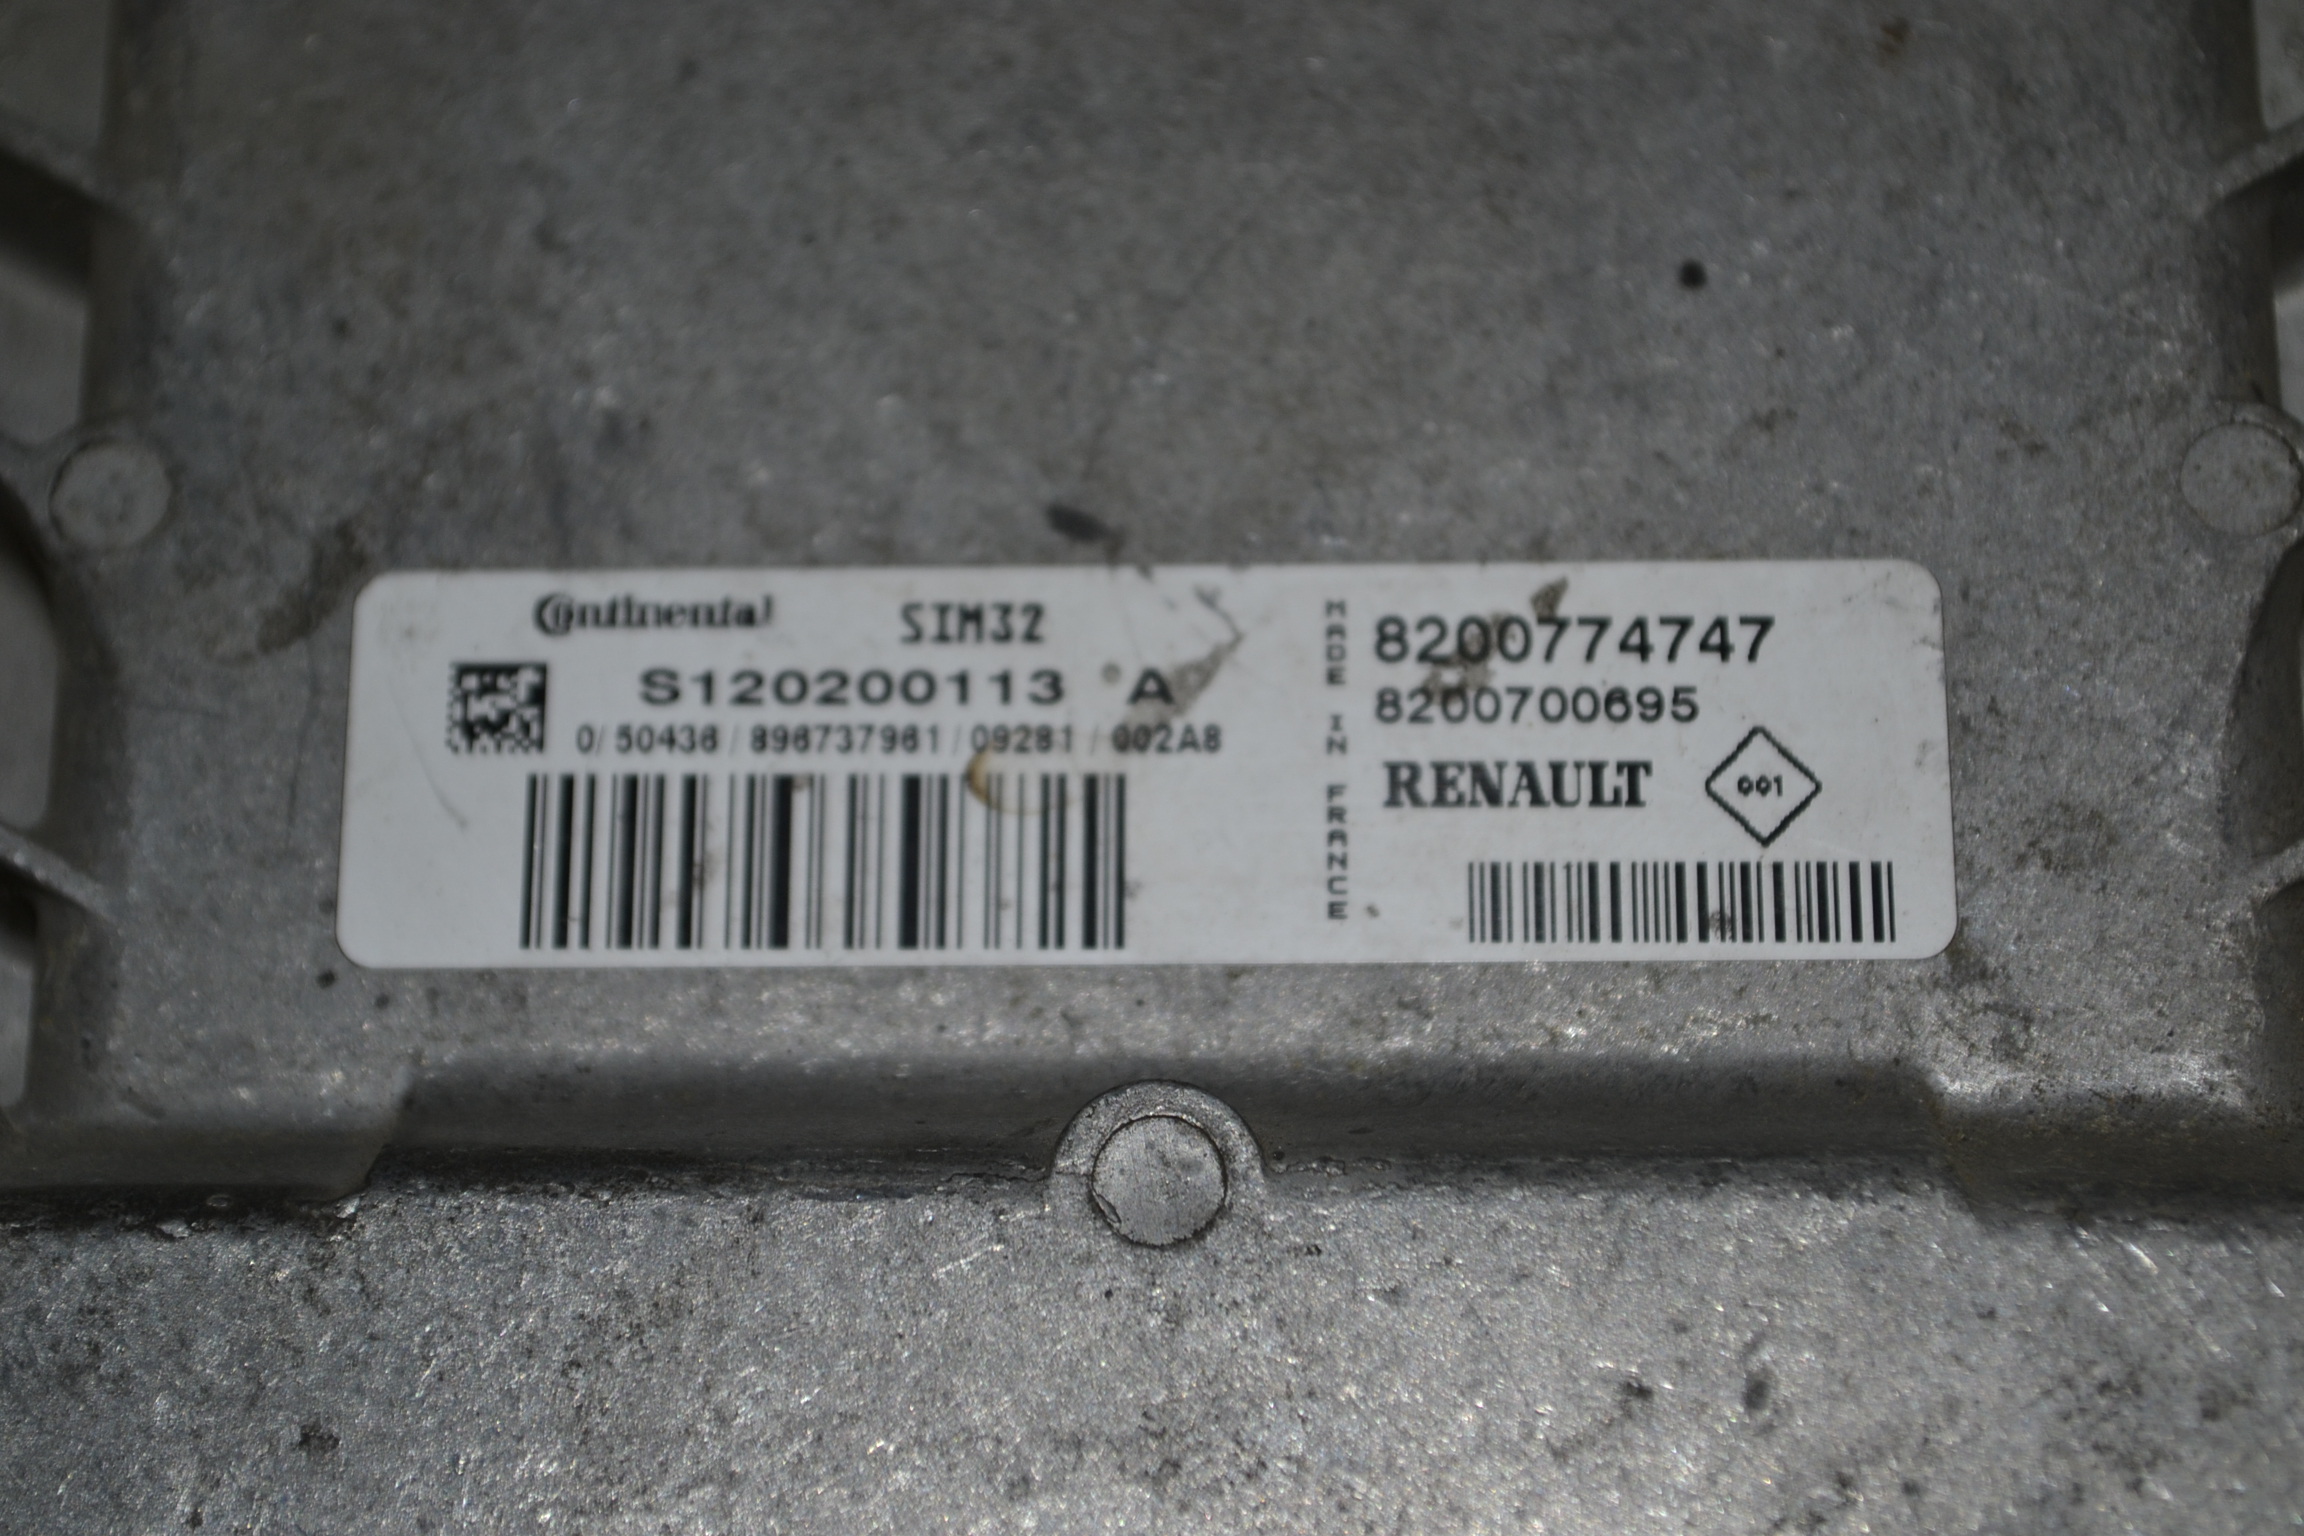 Continental SIM32
S120200113 A
0/50436/896737961/09281/002A8
MADE IN FRANCE
8200774747
8200700695
RENAULT 001